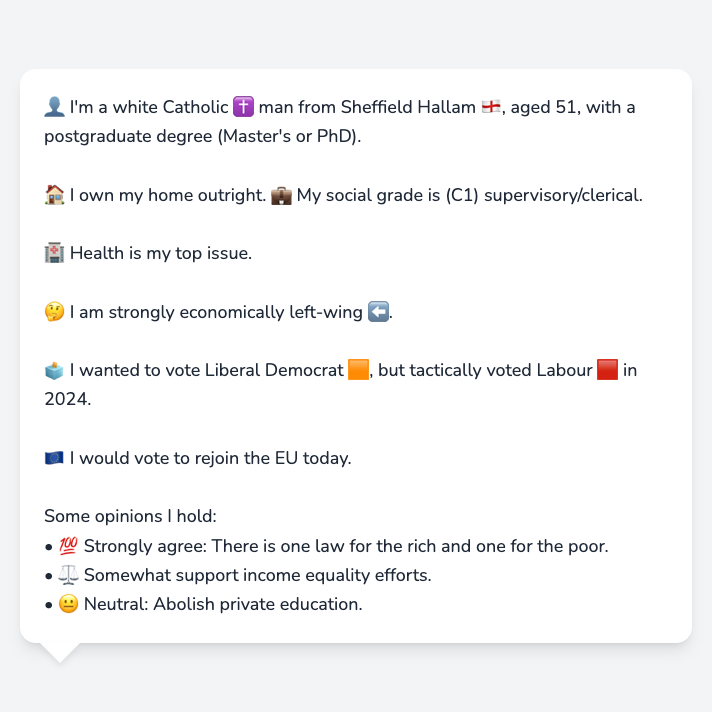 👤 I'm a white Catholic ✝️ man from Sheffield Hallam 🏴󠁧󠁢󠁥󠁮󠁧󠁿, aged 51, with a
postgraduate degree (Master's or PhD).
🏠 I own my home outright. 💼 My social grade is (C1) supervisory/clerical.
🏥 Health is my top issue.
🤔 I am strongly economically left-wing ⬅️.
🗳️ I wanted to vote Liberal Democrat 🟧, but tactically voted Labour 🟥 in
2024.
🇪🇺 I would vote to rejoin the EU today.
Some opinions I hold:
• 💯 Strongly agree: There is one law for the rich and one for the poor.
• ⚖️ Somewhat support income equality efforts.
• 😐 Neutral: Abolish private education.